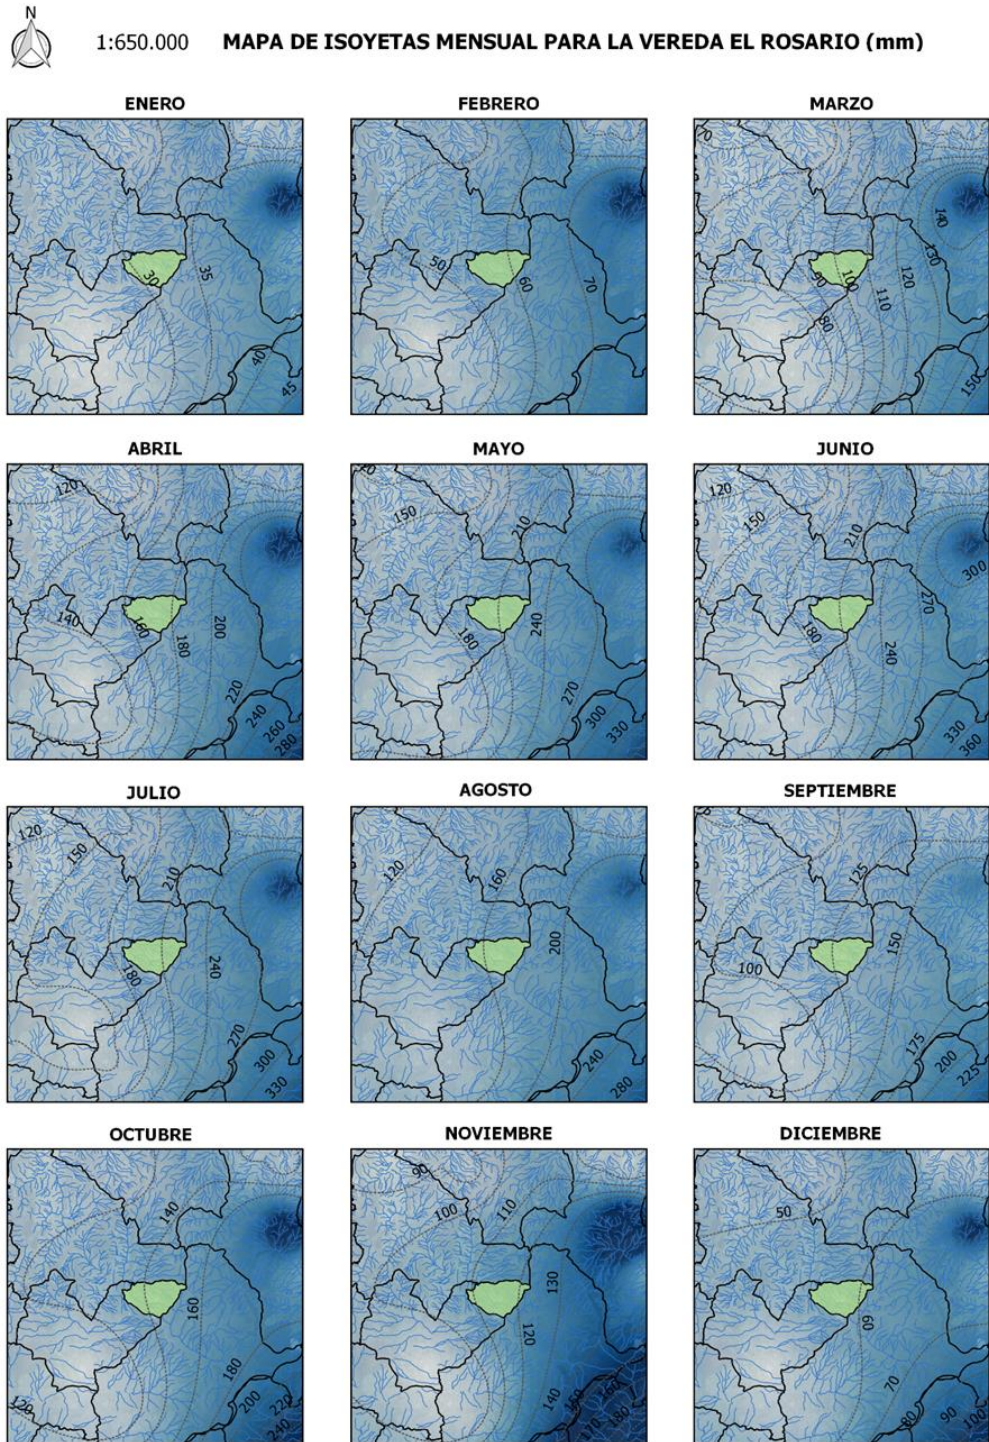 N
1:650.000 MAPA DE ISOYETAS MENSUAL PARA LA VEREDA EL ROSARIO (mm)
ENERO FEBRERO MARZO
30 35 40 45
50 60 70
70 80 90 100 110 120 130 140 150
ABRIL MAYO JUNIO
120 140 160 180 200 220 240 260 280
150 180 210 240 270 300 330
120 150 180 210 240 270 300 330 360
JULIO AGOSTO SEPTIEMBRE
120 150 180 210 240 270 300 330
120 160 200 240 280
100 125 150 175 200 225
OCTUBRE NOVIEMBRE DICIEMBRE
120 140 160 180 200 220 240
90 100 110 120 130 140 150 160 180
50 60 70 80 90 100